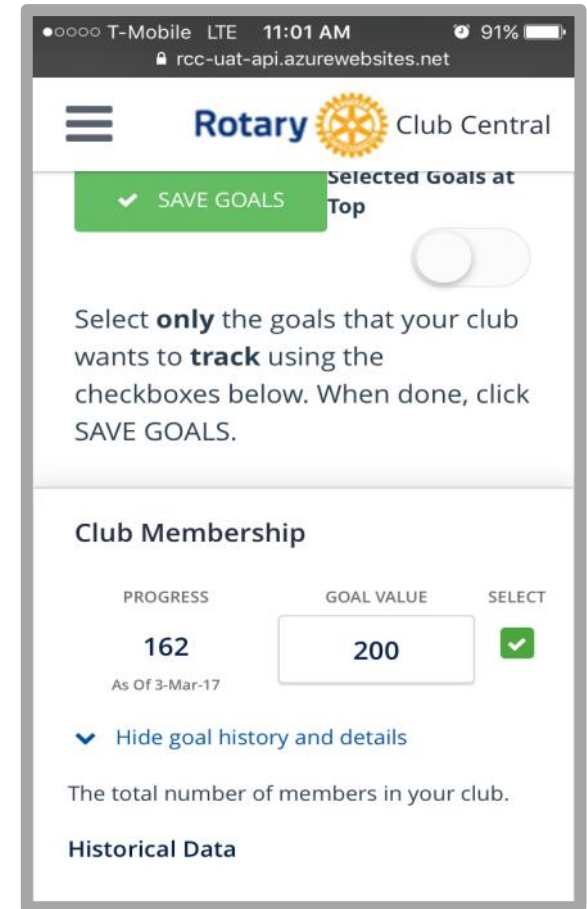 T-Mobile LTE 11:01 AM 91%
rcc-uat-api.azurewebsites.net
Rotary Club Central
Selected Goals at
SAVE GOALS Top
Select only the goals that your club
wants to track using the
checkboxes below. When done, click
SAVE GOALS.
Club Membership
PROGRESS GOAL VALUE SELECT
162 200
As Of 3-Mar-17
Hide goal history and details
The total number of members in your club.
Historical Data